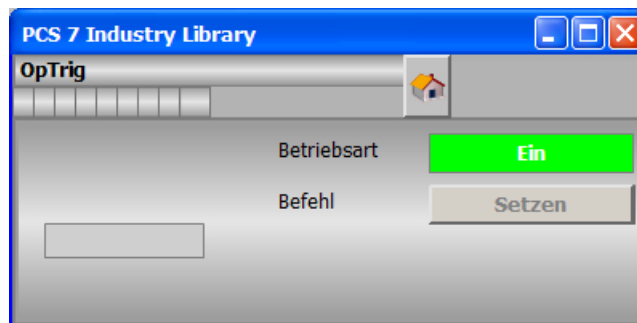 PCS 7 Industry Library
OpTrig
Betriebsart Ein
Befehl Setzen